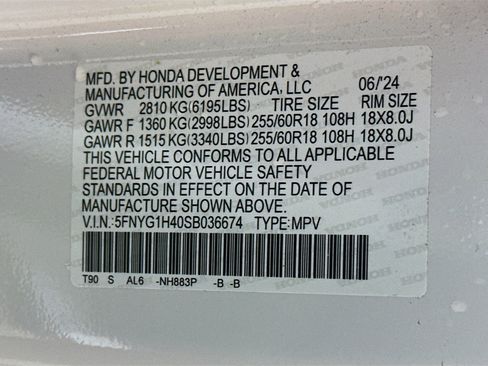 MFD. BY HONDA DEVELOPMENT &
MANUFACTURING OF AMERICA, LLC 06/'24
GVWR 2810 KG(6195LBS) TIRE SIZE RIM SIZE
GAWR F 1360 KG(2998LBS) 255/60R18 108H 18X8.0J
GAWR R 1515 KG(3340LBS) 255/60R18 108H 18X8.0J
THIS VEHICLE CONFORMS TO ALL APPLICABLE
FEDERAL MOTOR VEHICLE SAFETY
STANDARDS IN EFFECT ON THE DATE OF
MANUFACTURE SHOWN ABOVE.
V.I.N.:5FNYG1H40SB036674 TYPE:MPV
T90 S AL6 -NH883P -B -B